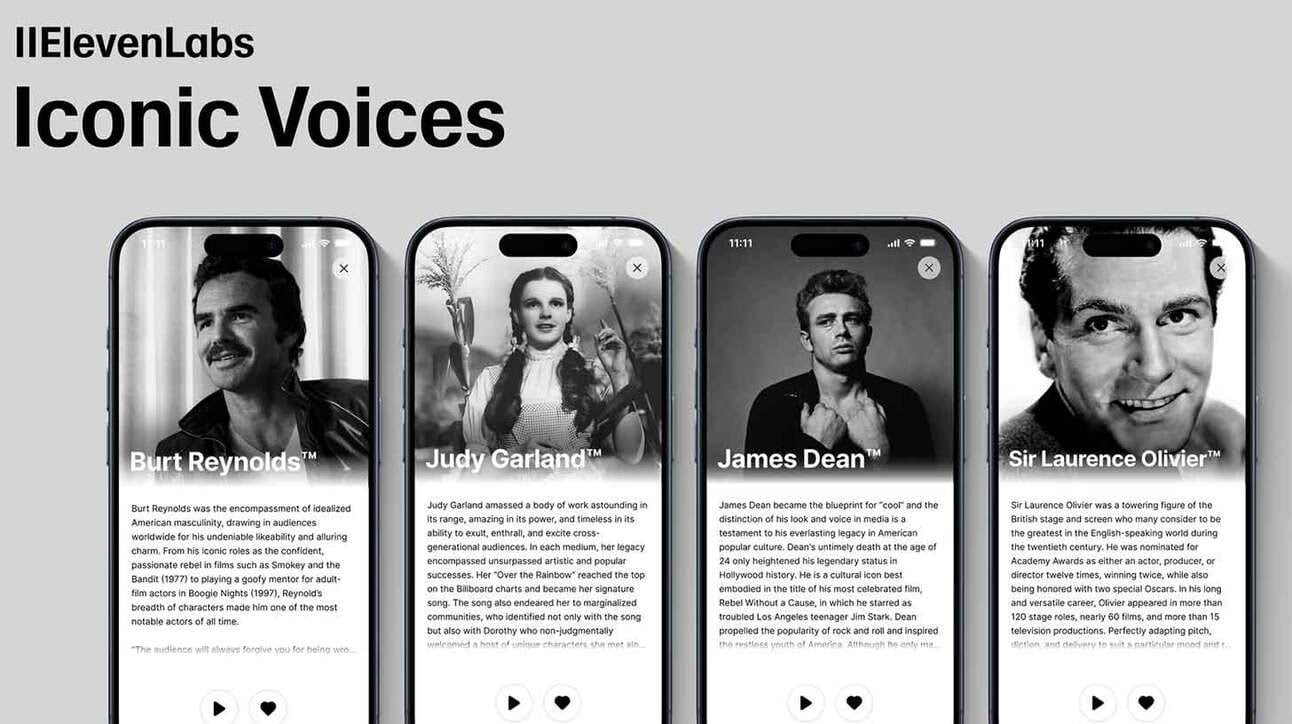 IIElevenLabs
Iconic Voices
11:11
Burt Reynolds™
Burt Reynolds was the encompassment of idealized
American masculinity, drawing in audiences
worldwide for his undeniable likeability and alluring
charm. From his iconic roles as the confident,
passionate rebel in films such as Smokey and the
Bandit (1977) to playing a goofy mentor for adult-
film actors in Boogie Nights (1997), Reynold's
breadth of characters made him one of the most
notable actors of all time.
"The audience will always forgive you for being wro...
Judy Garland™
Judy Garland amassed a body of work astounding in
its range, amazing in its power, and timeless in its
ability to exult, enthrall, and excite cross-
generational audiences. In each medium, her legacy
encompassed unsurpassed artistic and popular
successes. Her "Over the Rainbow" reached the top
on the Billboard charts and became her signature
song. The song also endeared her to marginalized
communities, who identified not only with the song
but also with Dorothy who non-judgmentally
welcomed a host of unique characters she met alo...
11:11
James Dean™
James Dean became the blueprint for "cool" and the
distinction of his look and voice in media is a
testament to his everlasting legacy in American
popular culture. Dean's untimely death at the age of
24 only heightened his legendary status in
Hollywood history. He is a cultural icon best
embodied in the title of his most celebrated film,
Rebel Without a Cause, in which he starred as
troubled Los Angeles teenager Jim Stark. Dean
propelled the popularity of rock and roll and inspired
the restless youth of America. Although he only ma...
11:11
Sir Laurence Olivier™
Sir Laurence Olivier was a towering figure of the
British stage and screen who many consider to be
the greatest in the English-speaking world during
the twentieth century. He was nominated for
Academy Awards as either an actor, producer, or
director twelve times, winning twice, while also
being honored with two special Oscars. In his long
and versatile career, Olivier appeared in more than
120 stage roles, nearly 60 films, and more than 15
television productions. Perfectly adapting pitch,
diction, and delivery to suit a particular mood and r...